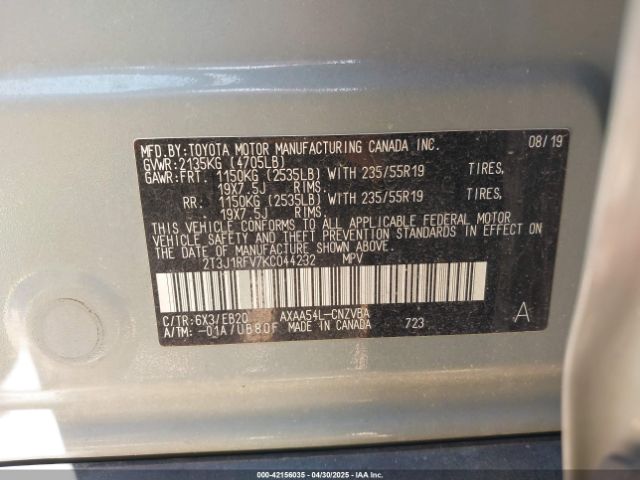 MFD.BY:TOYOTA MOTOR MANUFACTURING CANADA INC. 08/19
GVWR:2135KG (4705LB)
GAWR:FRT. 1150KG (2535LB) WITH 235/55R19 TIRES,
19X7.5J RIMS,
RR. 1150KG (2535LB) WITH 235/55R19 TIRES,
19X7.5J RIMS,
THIS VEHICLE CONFORMS TO ALL APPLICABLE FEDERAL MOTOR
VEHICLE SAFETY AND THEFT PREVENTION STANDARDS IN EFFECT ON
THE DATE OF MANUFACTURE SHOWN ABOVE.
2T3J1RFV7KC044232 MPV
C/TR:6X3/EB20 AXAA54L-CNZVBA
A/TM:-01A/UB80F MADE IN CANADA 723 A
000-42156035 - 04/30/2025 - IAA Inc.